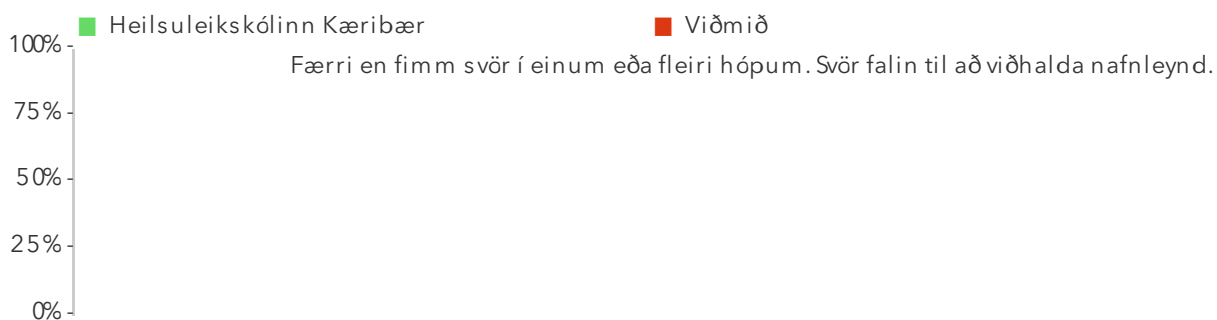 Heilsuleikskólinn Kæribær
Viðmið
100%
Færri en fimm svör í einum eða fleiri hópum. Svör falin til að viðhalda nafnleynd.
75%
50%
25%
0%